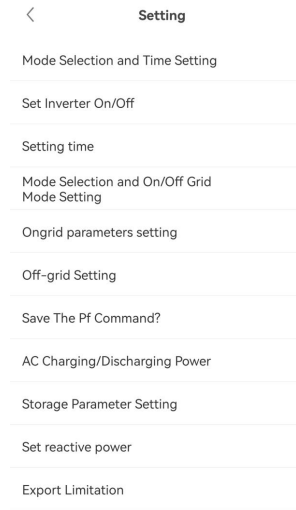 Setting
Mode Selection and Time Setting
Set Inverter On/Off
Setting time
Mode Selection and On/Off Grid
Mode Setting
Ongrid parameters setting
Off-grid Setting
Save The Pf Command?
AC Charging/Discharging Power
Storage Parameter Setting
Set reactive power
Export Limitation